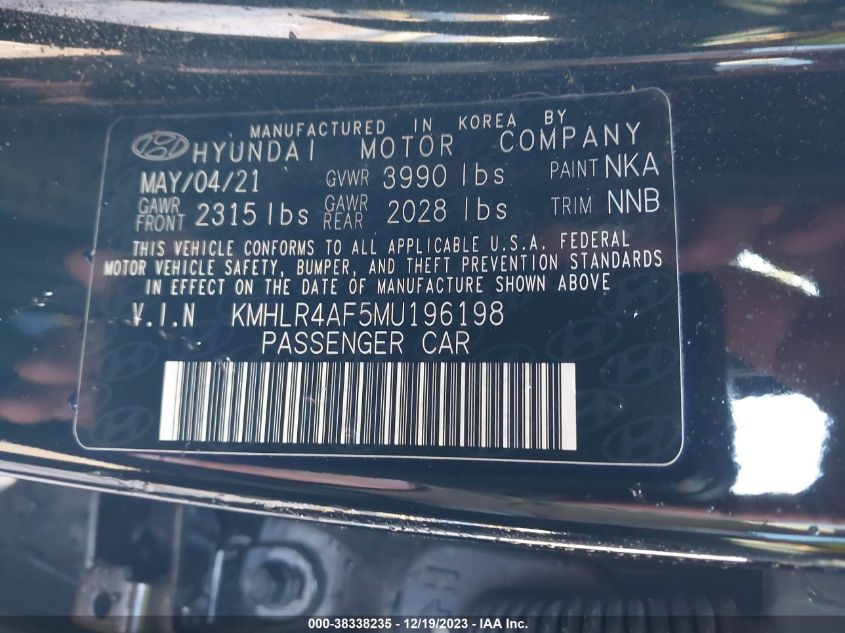 MANUFACTURED IN KOREA BY
HYUNDAI MOTOR COMPANY
MAY/04/21 GVWR 3990 lbs PAINT NKA
GAWR FRONT 2315 lbs GAWR REAR 2028 lbs TRIM NNB
THIS VEHICLE CONFORMS TO ALL APPLICABLE U.S.A. FEDERAL
MOTOR VEHICLE SAFETY, BUMPER, AND THEFT PREVENTION STANDARDS
IN EFFECT ON THE DATE OF MANUFACTURE SHOWN ABOVE
V.I.N KMHLR4AF5MU196198
PASSENGER CAR
000-38338235 - 12/19/2023 - IAA Inc.